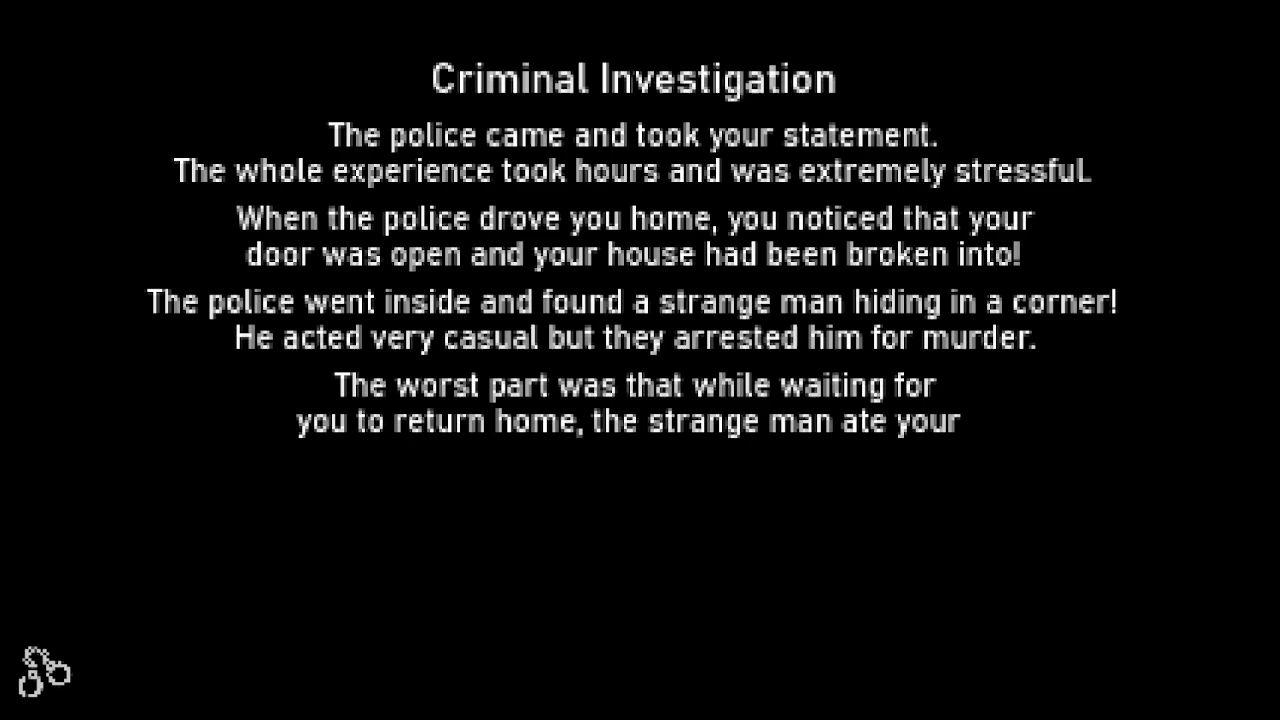 Criminal Investigation
The police came and took your statement.
The whole experience took hours and was extremely stressful.
When the police drove you home, you noticed that your
door was open and your house had been broken into!
The police went inside and found a strange man hiding in a corner!
He acted very casual but they arrested him for murder.
The worst part was that while waiting for
you to return home, the strange man ate your